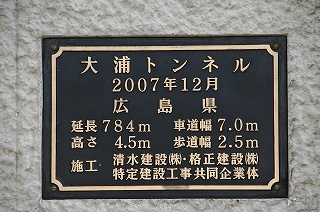 大浦トンネル
2007年12月
広島県
延長784m 車道幅7.0m
高さ 4.5m 歩道幅2.5m
施工 清水建設㈱・格正建設㈱
特定建設工事共同企業体